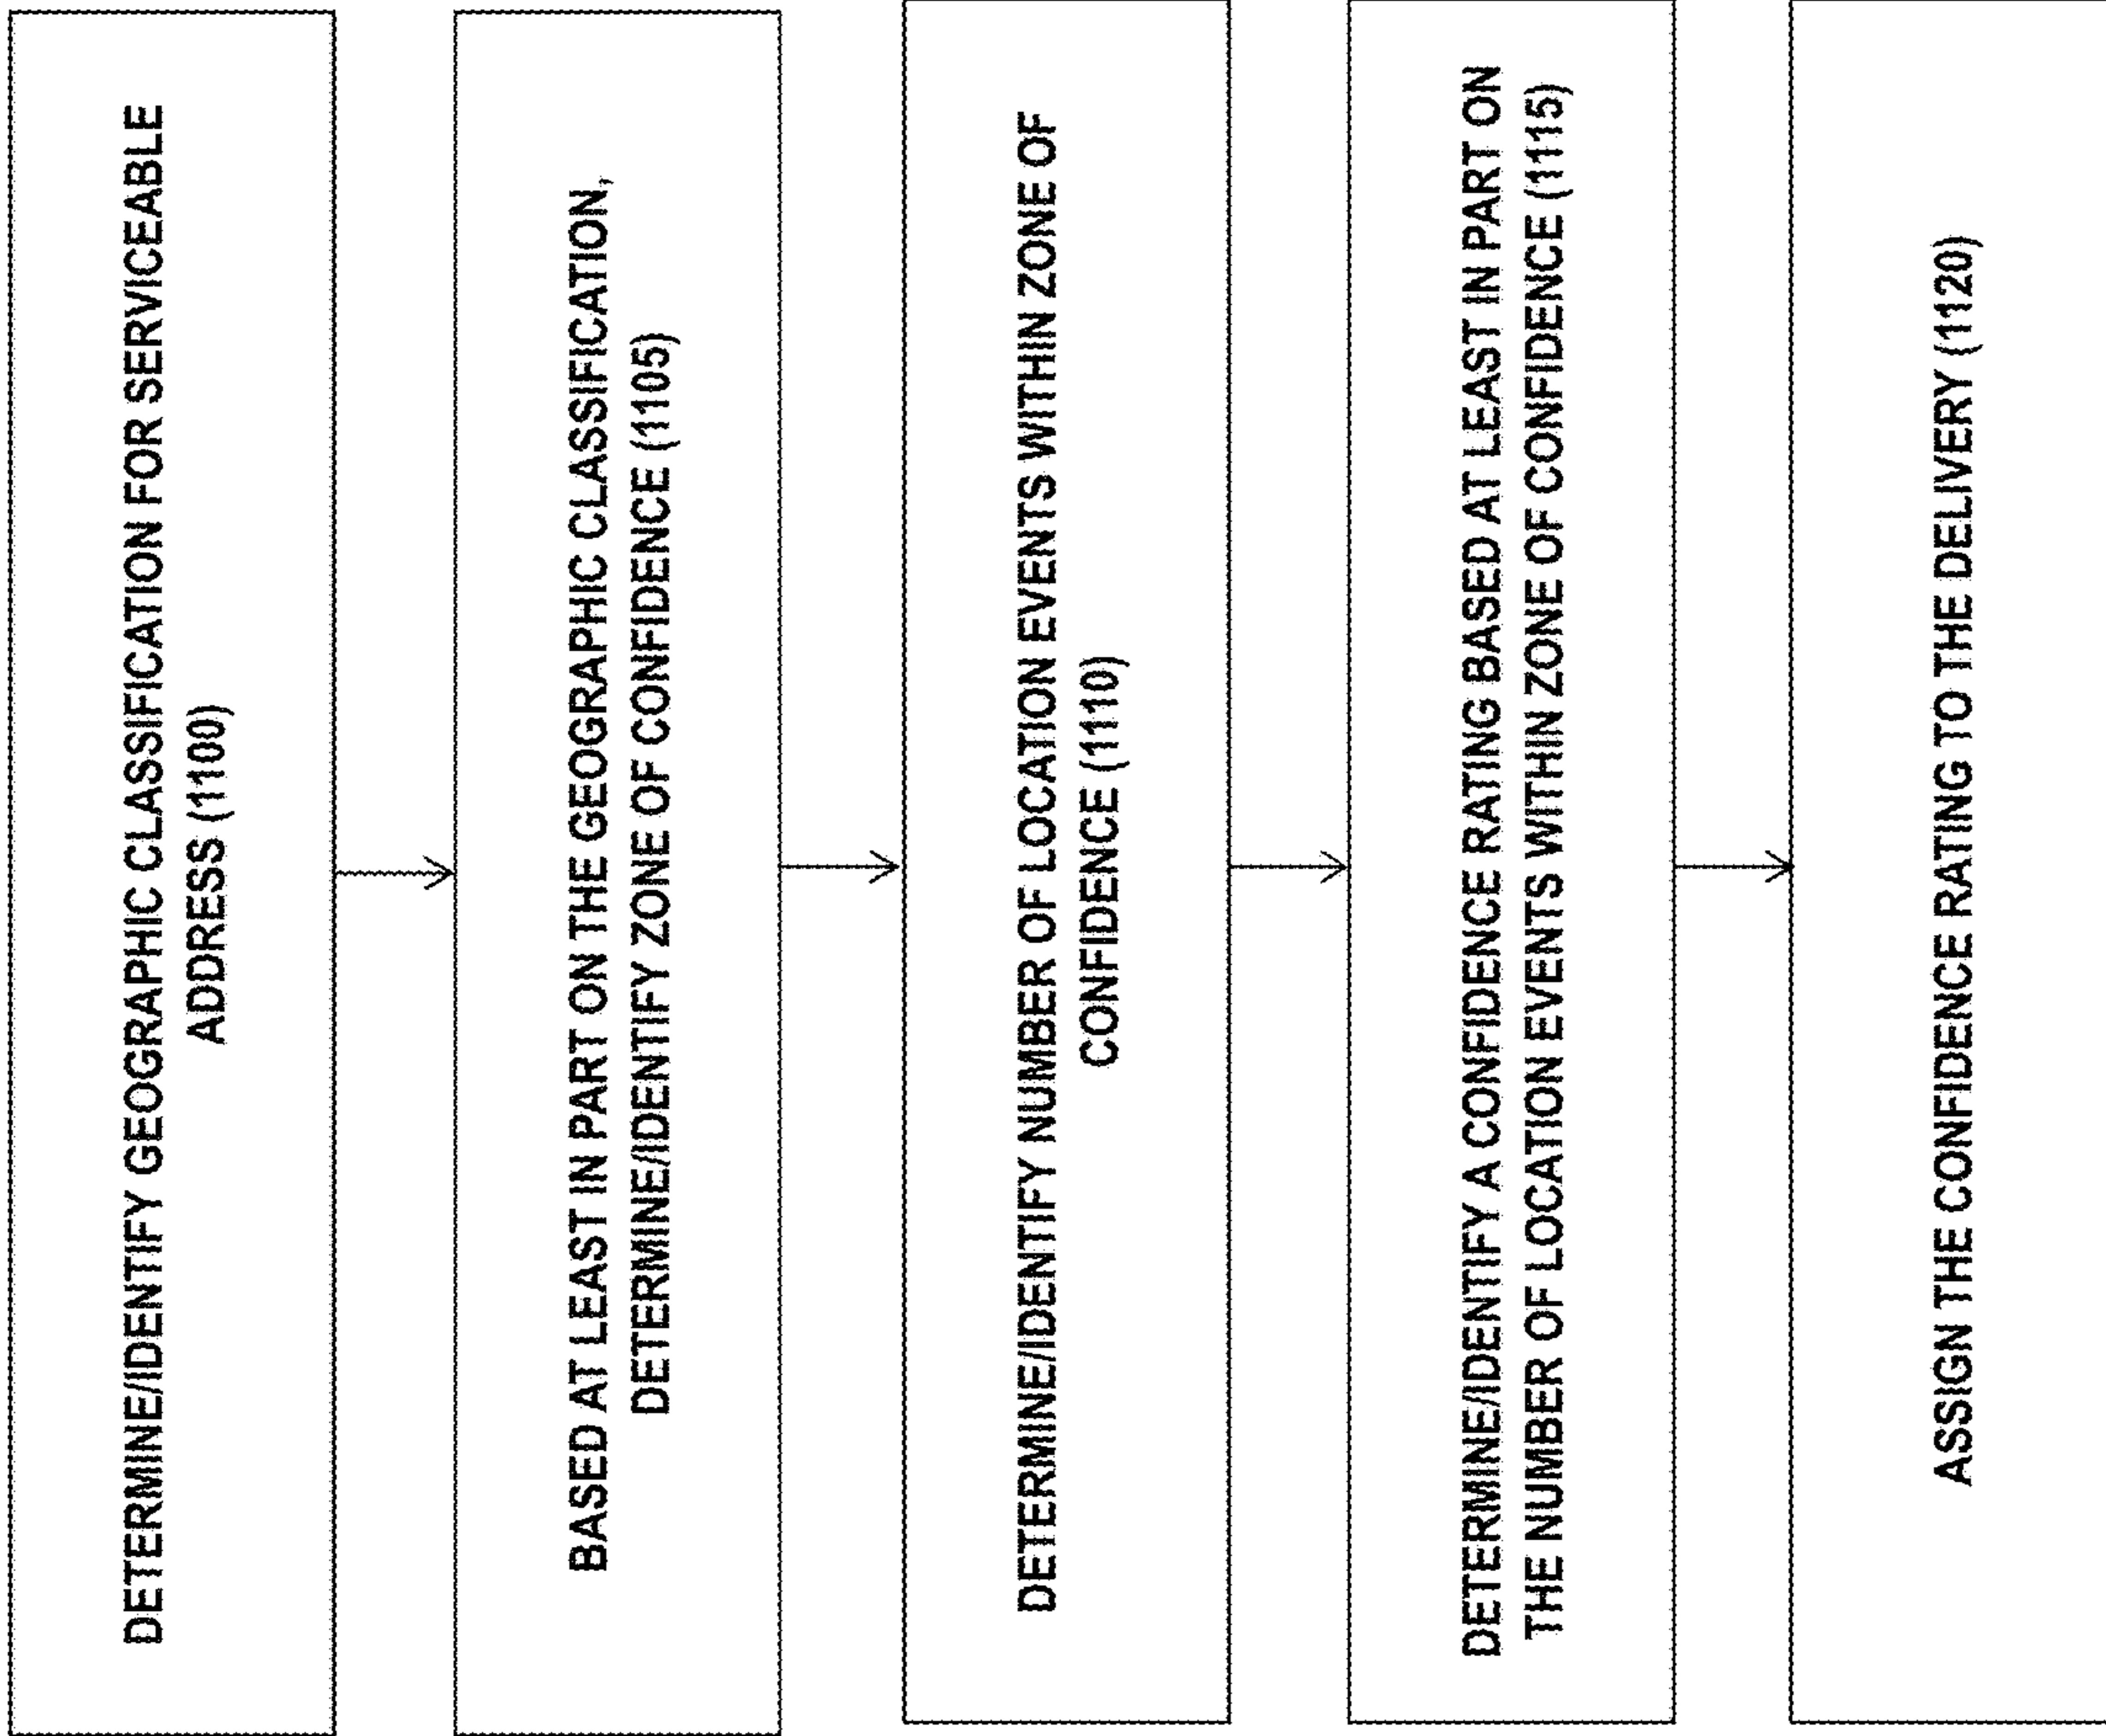 DETERMINE/IDENTIFY GEOGRAPHIC CLASSIFICATION FOR SERVICEABLE
ADDRESS (1100)
BASED AT LEAST IN PART ON THE GEOGRAPHIC CLASSIFICATION,
DETERMINE/IDENTIFY ZONE OF CONFIDENCE (1105)
DETERMINE/IDENTIFY NUMBER OF LOCATION EVENTS WITHIN ZONE OF
CONFIDENCE (1110)
DETERMINE/IDENTIFY A CONFIDENCE RATING BASED AT LEAST IN PART ON
THE NUMBER OF LOCATION EVENTS WITHIN ZONE OF CONFIDENCE (1115)
ASSIGN THE CONFIDENCE RATING TO THE DELIVERY (1120)